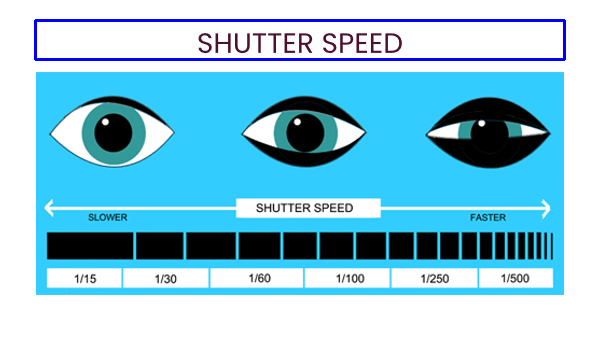 SHUTTER SPEED
SHUTTER SPEED
SLOWER FASTER
1/15 1/30 1/60 1/100 1/250 1/500